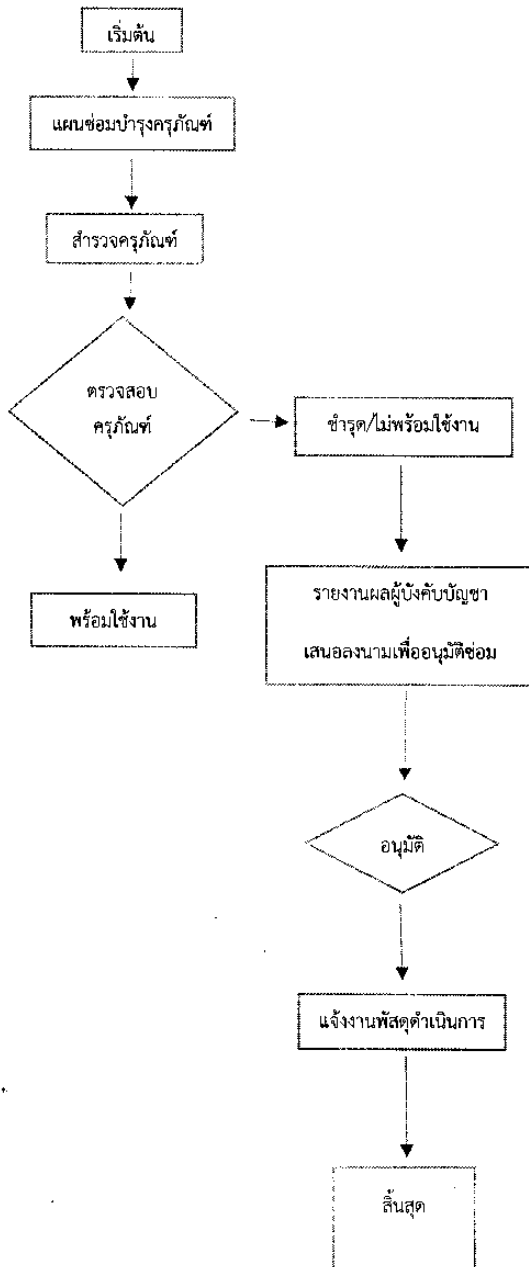 เริ่มต้น
แผนซ่อมบำรุงครุภัณฑ์
สำรวจครุภัณฑ์
ตรวจสอบ
ครุภัณฑ์
ชำรุด/ไม่พร้อมใช้งาน
พร้อมใช้งาน
รายงานผลผู้บังคับบัญชา
เสนอลงนามเพื่ออนุมัติซ่อม
อนุมัติ
แจ้งงานพัสดุดำเนินการ
สิ้นสุด